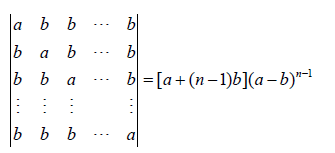 a b b ⋯ b
b a b ⋯ b
b b a ⋯ b = [a + (n − 1)b](a − b)ⁿ⁻¹
⋮ ⋮ ⋮ ⋮
b b b ⋯ a